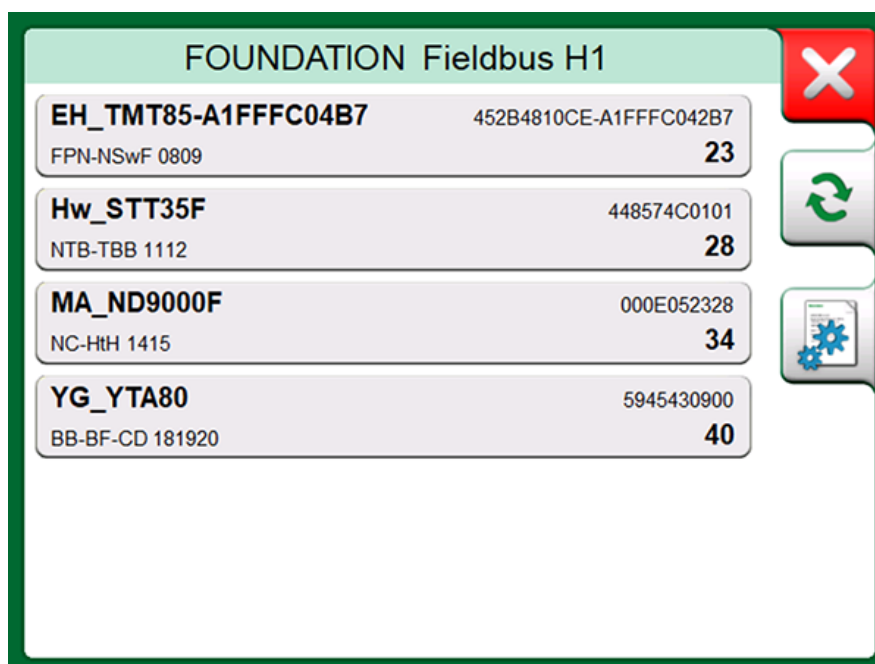 FOUNDATION Fieldbus H1
EH_TMT85-A1FFFC04B7 452B4810CE-A1FFFC042B7
FPN-NSwF 0809 23
Hw_STT35F 448574C0101
NTB-TBB 1112 28
MA_ND9000F 000E052328
NC-HtH 1415 34
YG_YTA80 5945430900
BB-BF-CD 181920 40